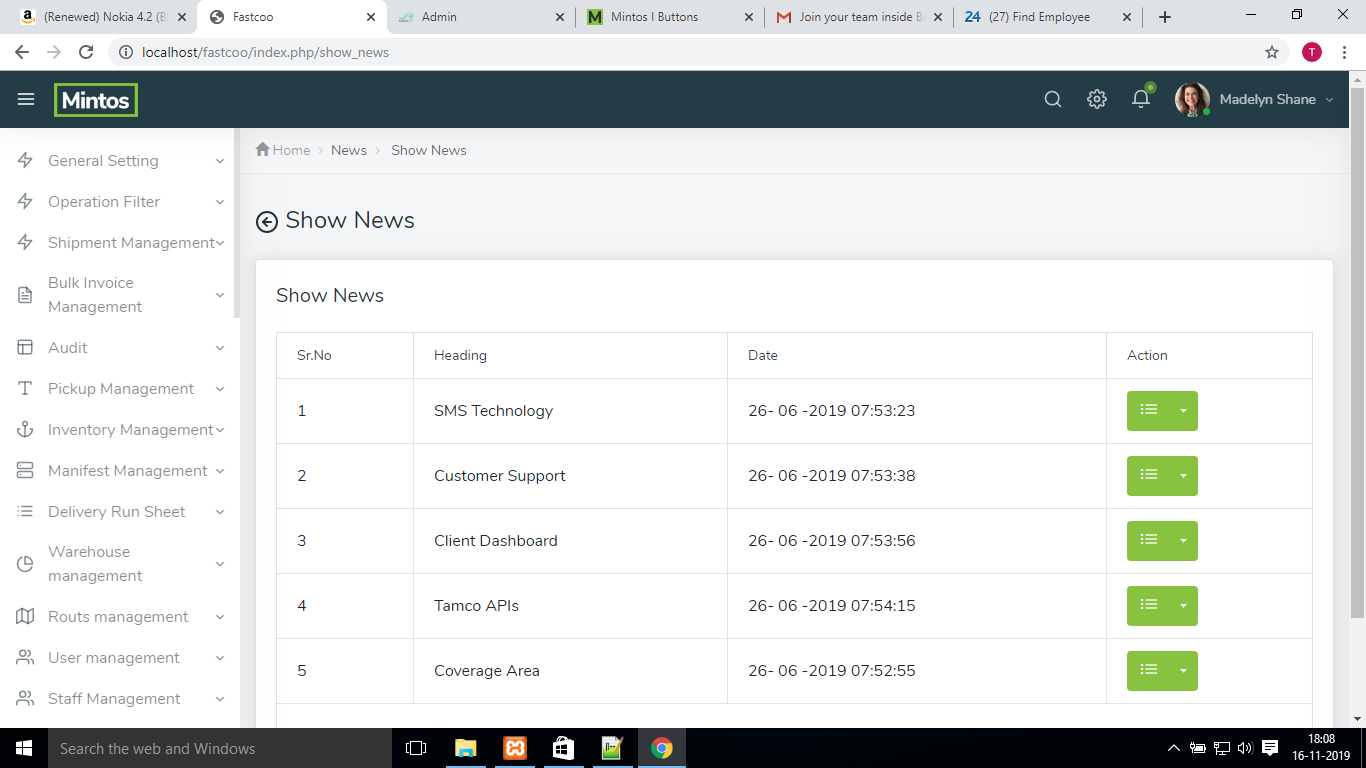 (Renewed) Nokia 4.2 (B
Fastcoo
Admin
Mintos I Buttons
Join your team inside B
24 (27) Find Employee
localhost/fastcoo/index.php/show_news
T
Mintos
Madelyn Shane
General Setting
Operation Filter
Shipment Management
Bulk Invoice
Management
Audit
Pickup Management
Inventory Management
Manifest Management
Delivery Run Sheet
Warehouse
management
Routs management
User management
Staff Management
Home > News > Show News
Show News
Show News
Sr.No Heading Date Action
1 SMS Technology 26- 06 -2019 07:53:23
2 Customer Support 26- 06 -2019 07:53:38
3 Client Dashboard 26- 06 -2019 07:53:56
4 Tamco APIs 26- 06 -2019 07:54:15
5 Coverage Area 26- 06 -2019 07:52:55
Search the web and Windows
18:08
16-11-2019